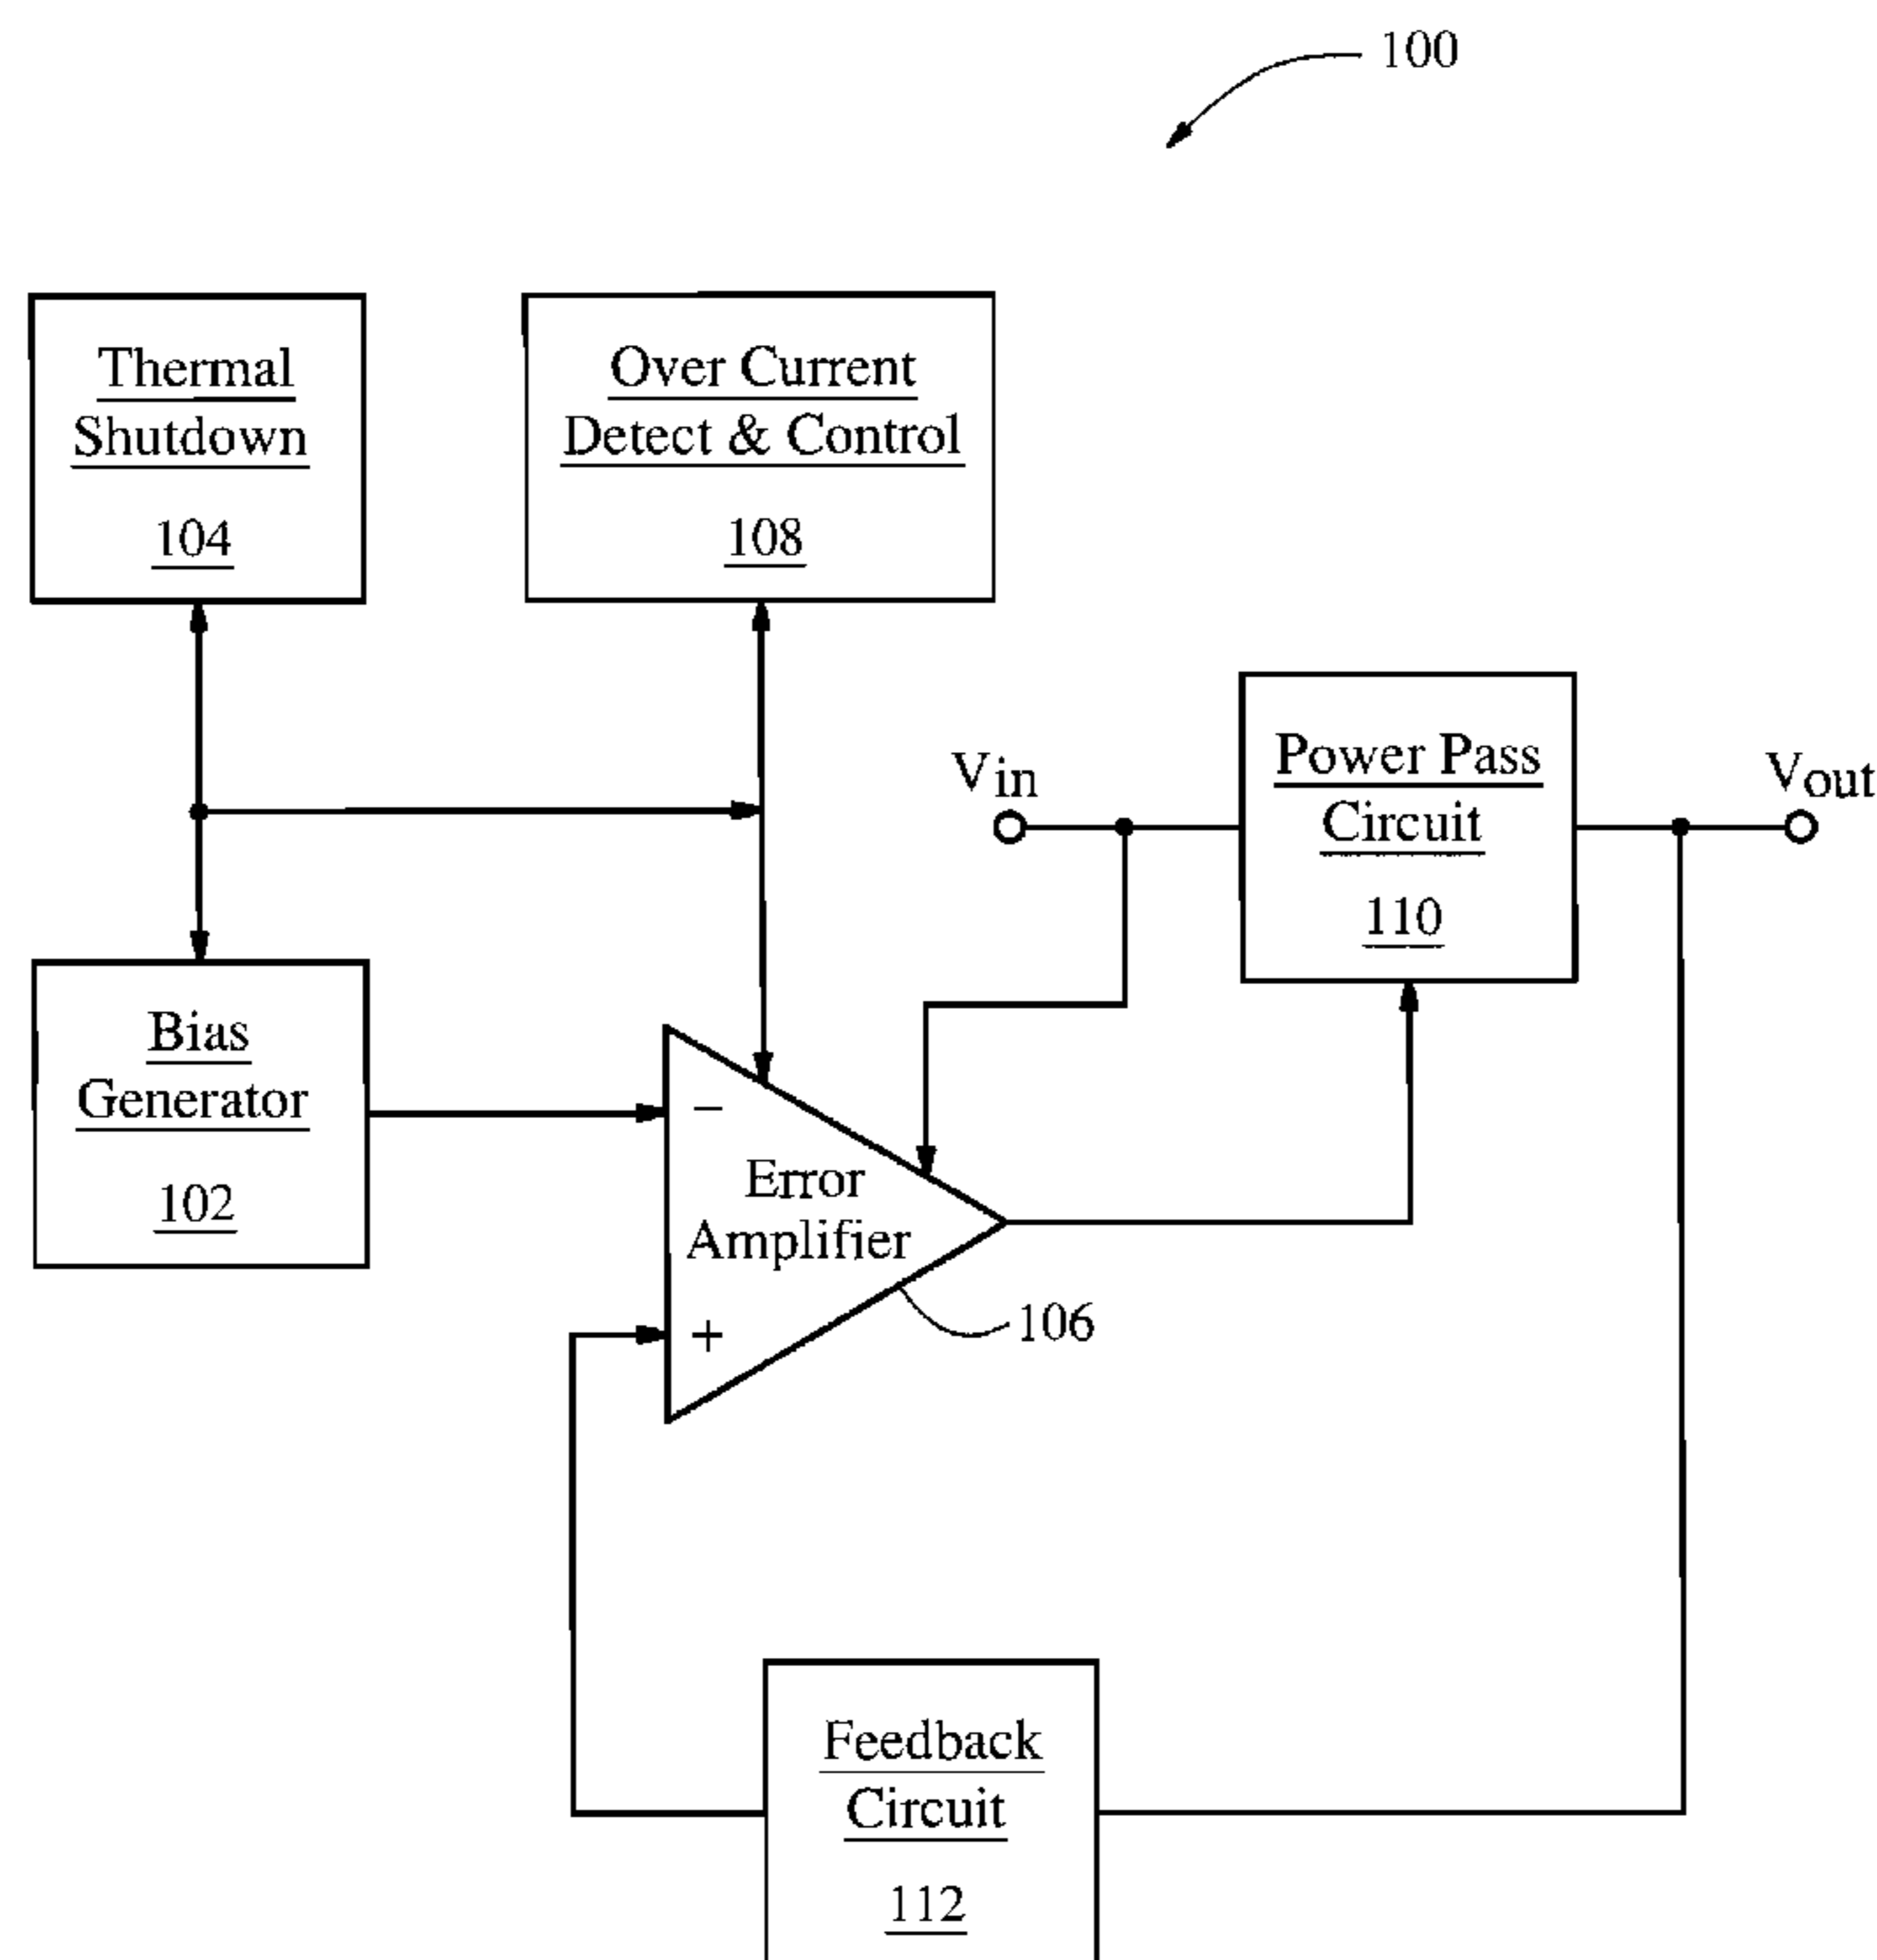 100
Thermal
Shutdown
104
Over Current
Detect & Control
108
Vin
Power Pass
Circuit
110
Vout
Bias
Generator
102
−
Error
Amplifier
+
106
Feedback
Circuit
112